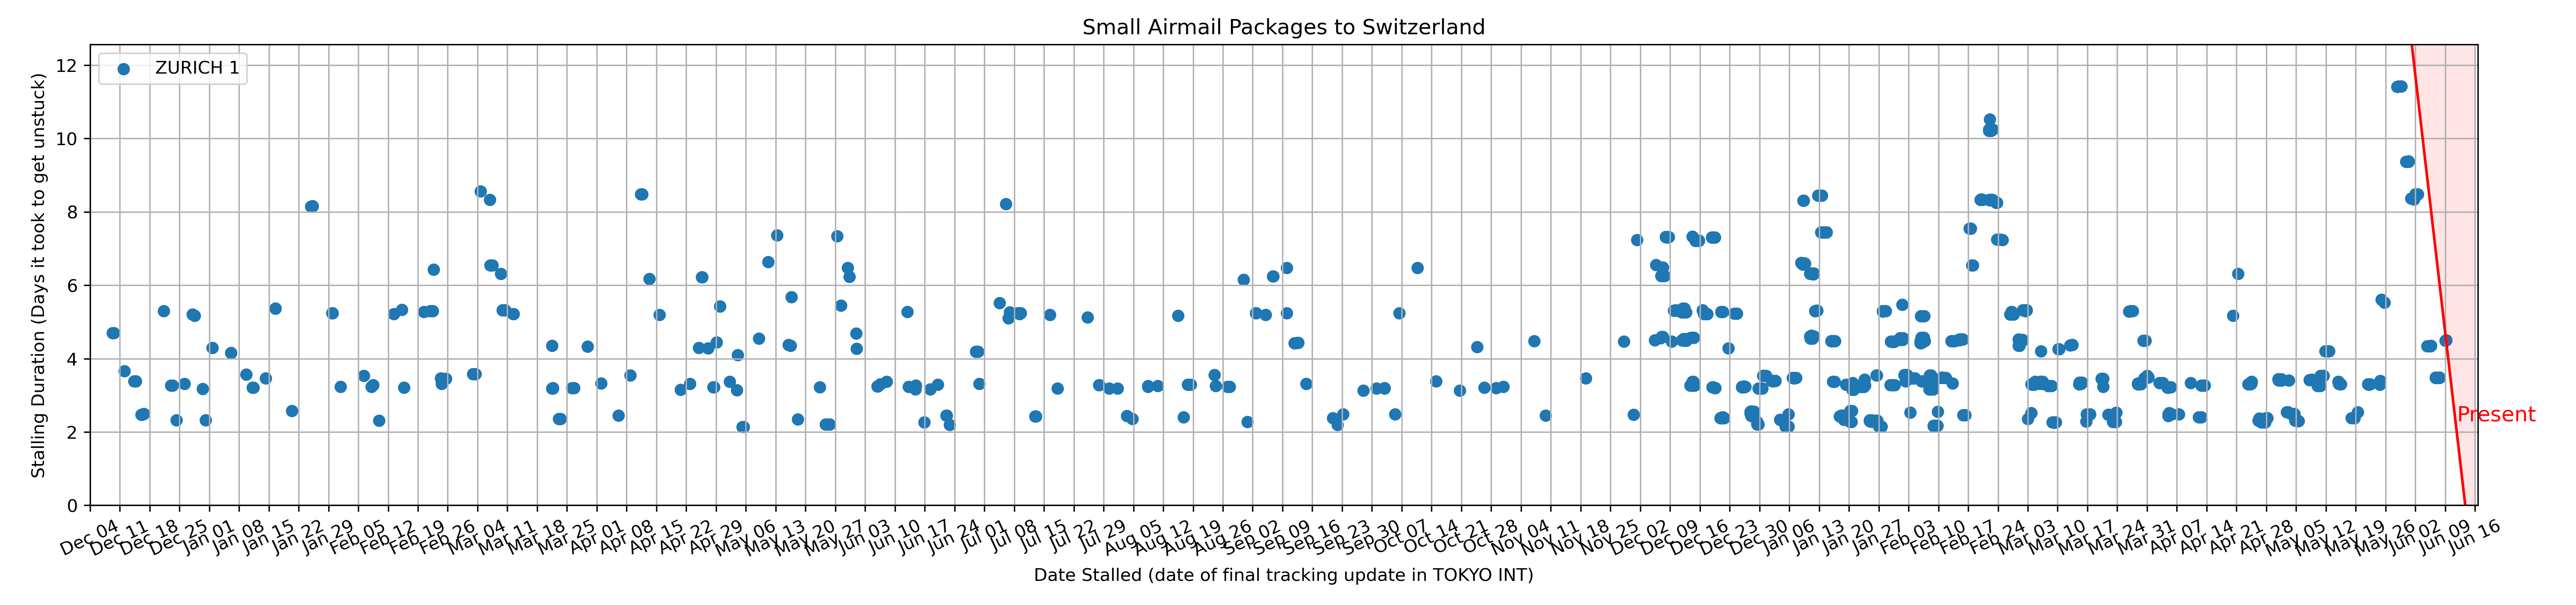 Small Airmail Packages to Switzerland
ZURICH 1
Stalling Duration (Days it took to get unstuck)
12
10
8
6
4
2
0
Present
Dec 04
Dec 11
Dec 18
Dec 25
Jan 01
Jan 08
Jan 15
Jan 22
Jan 29
Feb 05
Feb 12
Feb 19
Feb 26
Mar 04
Mar 11
Mar 18
Mar 25
Apr 01
Apr 08
Apr 15
Apr 22
Apr 29
May 06
May 13
May 20
May 27
Jun 03
Jun 10
Jun 17
Jun 24
Jul 01
Jul 08
Jul 15
Jul 22
Jul 29
Aug 05
Aug 12
Aug 19
Aug 26
Sep 02
Sep 09
Sep 16
Sep 23
Sep 30
Oct 07
Oct 14
Oct 21
Oct 28
Nov 04
Nov 11
Nov 18
Nov 25
Dec 02
Dec 09
Dec 16
Dec 23
Dec 30
Jan 06
Jan 13
Jan 20
Jan 27
Feb 03
Feb 10
Feb 17
Feb 24
Mar 03
Mar 10
Mar 17
Mar 24
Mar 31
Apr 07
Apr 14
Apr 21
Apr 28
May 05
May 12
May 19
May 26
Jun 02
Jun 09
Jun 16
Date Stalled (date of final tracking update in TOKYO INT)